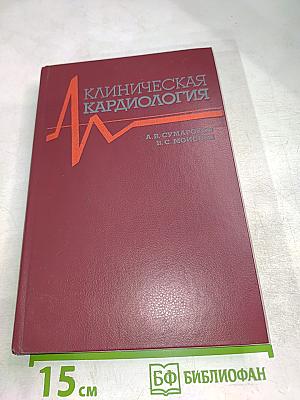 КЛИНИЧЕСКАЯ
КАРДИОЛОГИЯ
А.В. СУМАРОКОВ
В.С. МОИСЕЕВ
15 см
БФ БИБЛИОФАН